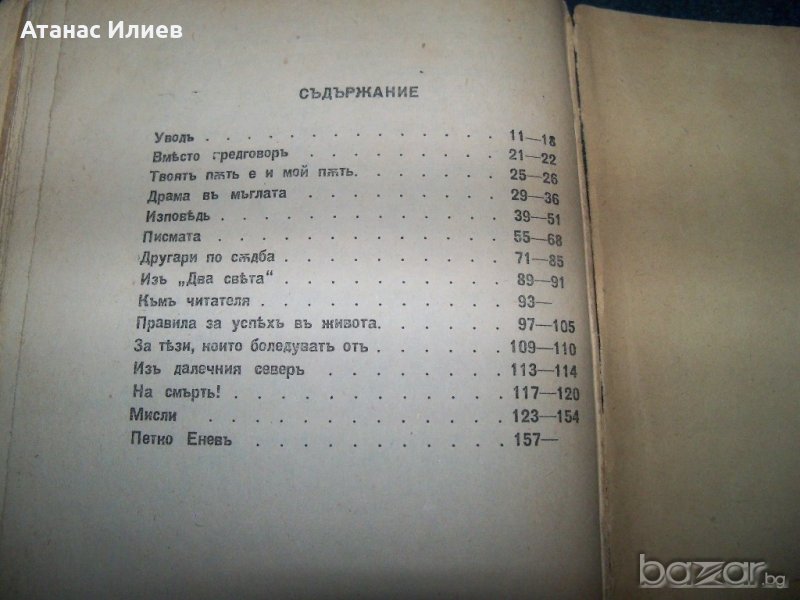 Атанас Илиев
СЪДЪРЖАНИЕ
Уводъ . . . . . . . . . . . . . . 11—18
Вмѣсто предговоръ . . . . . . . . . 21—22
Твоятъ пѫть е и мой пѫть. . . . . . . 25—26
Драма въ мъглата . . . . . . . . . 29—36
Изповѣдь . . . . . . . . . . . . . 39—51
Писмата . . . . . . . . . . . . . 55—68
Другари по сѫдба . . . . . . . . . . 71—85
Изъ „Два свѣта“ . . . . . . . . . . 89—91
Къмъ читателя . . . . . . . . . . . 93—
Правила за успѣхъ въ живота. . . . . . 97—105
За тѣзи, които боледуватъ отъ . . . . . . 109—110
Изъ далечния северъ . . . . . . . . 113—114
На смърть! . . . . . . . . . . . . 117—120
Мисли . . . . . . . . . . . . . . 123—154
Петко Еневъ . . . . . . . . . . . 157—
bazar.bg